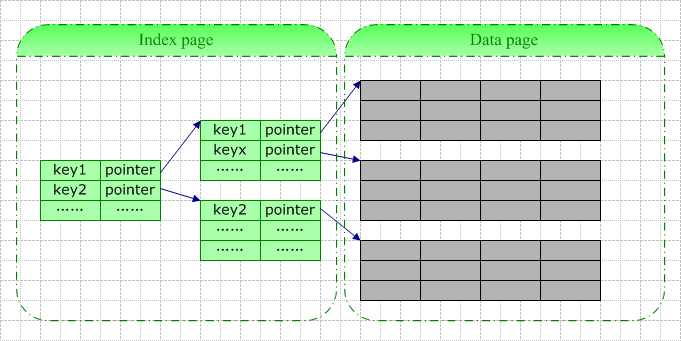 Index page
Data page
key1 pointer
key2 pointer
...... ......
key1 pointer
keyx pointer
...... ......
key2 pointer
...... ......
...... ......